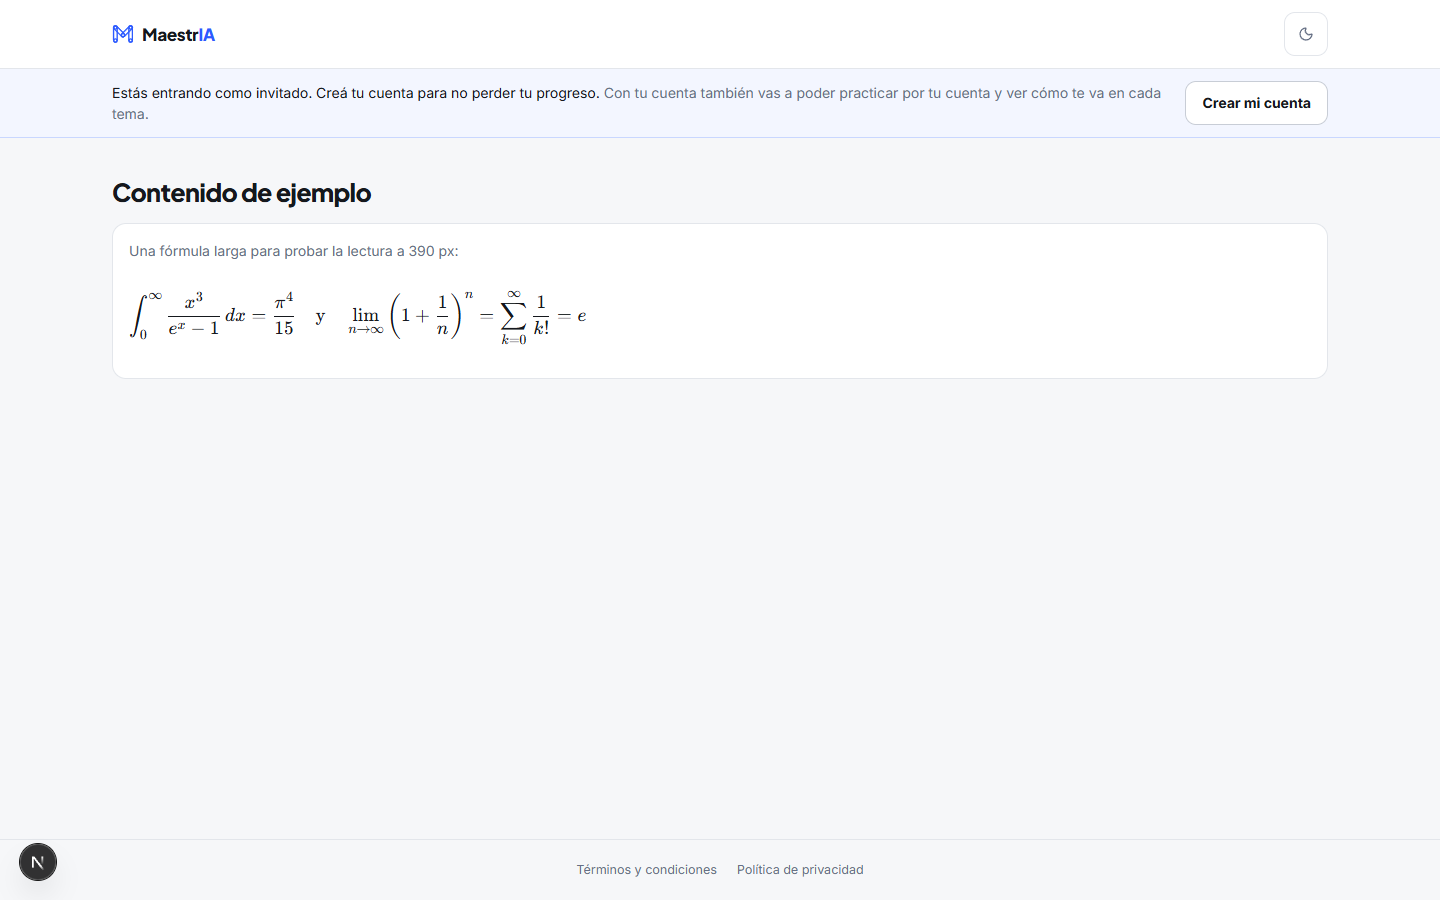 MaestrIA
Estás entrando como invitado. Creá tu cuenta para no perder tu progreso. Con tu cuenta también vas a poder practicar por tu cuenta y ver cómo te va en cada
tema.
Crear mi cuenta
Contenido de ejemplo
Una fórmula larga para probar la lectura a 390 px:
∫₀^∞ x³/(eˣ − 1) dx = π⁴/15 y lim_{n→∞} (1 + 1/n)ⁿ = ∑_{k=0}^∞ 1/k! = e
N
Términos y condiciones Política de privacidad